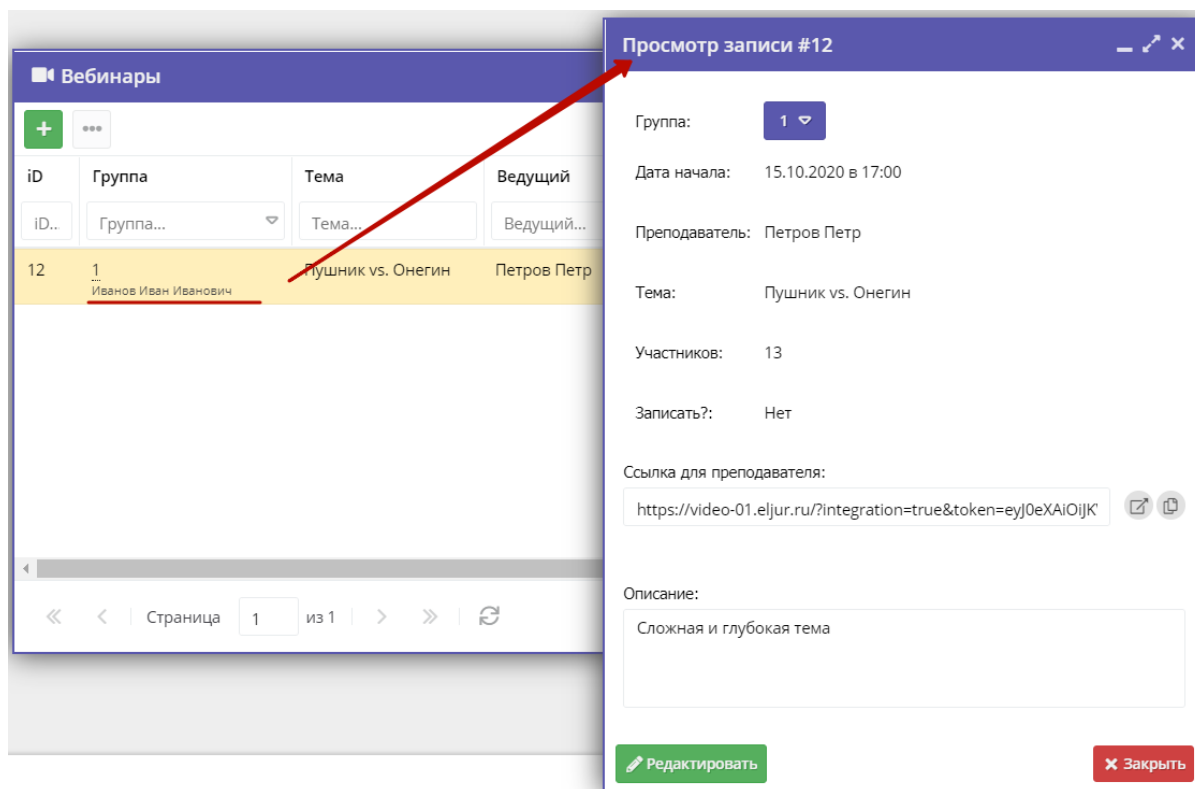 Вебинары
iD Группа Тема Ведущий
iD... Группа... Тема... Ведущий...
12 1 Пушник vs. Онегин Петров Петр
Иванов Иван Иванович
Страница 1 из 1
Просмотр записи #12
Группа: 1
Дата начала: 15.10.2020 в 17:00
Преподаватель: Петров Петр
Тема: Пушник vs. Онегин
Участников: 13
Записать?: Нет
Ссылка для преподавателя:
https://video-01.eljur.ru/?integration=true&token=eyJ0eXAiOiJK
Описание:
Сложная и глубокая тема
Редактировать Закрыть